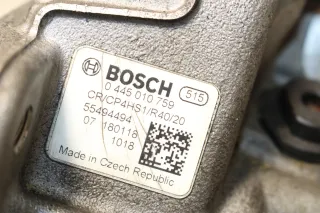 BOSCH
0 445 010 759 515
CR/CP4HS1/R40/20
55494494
07 180118
1018
Made in Czech Republic